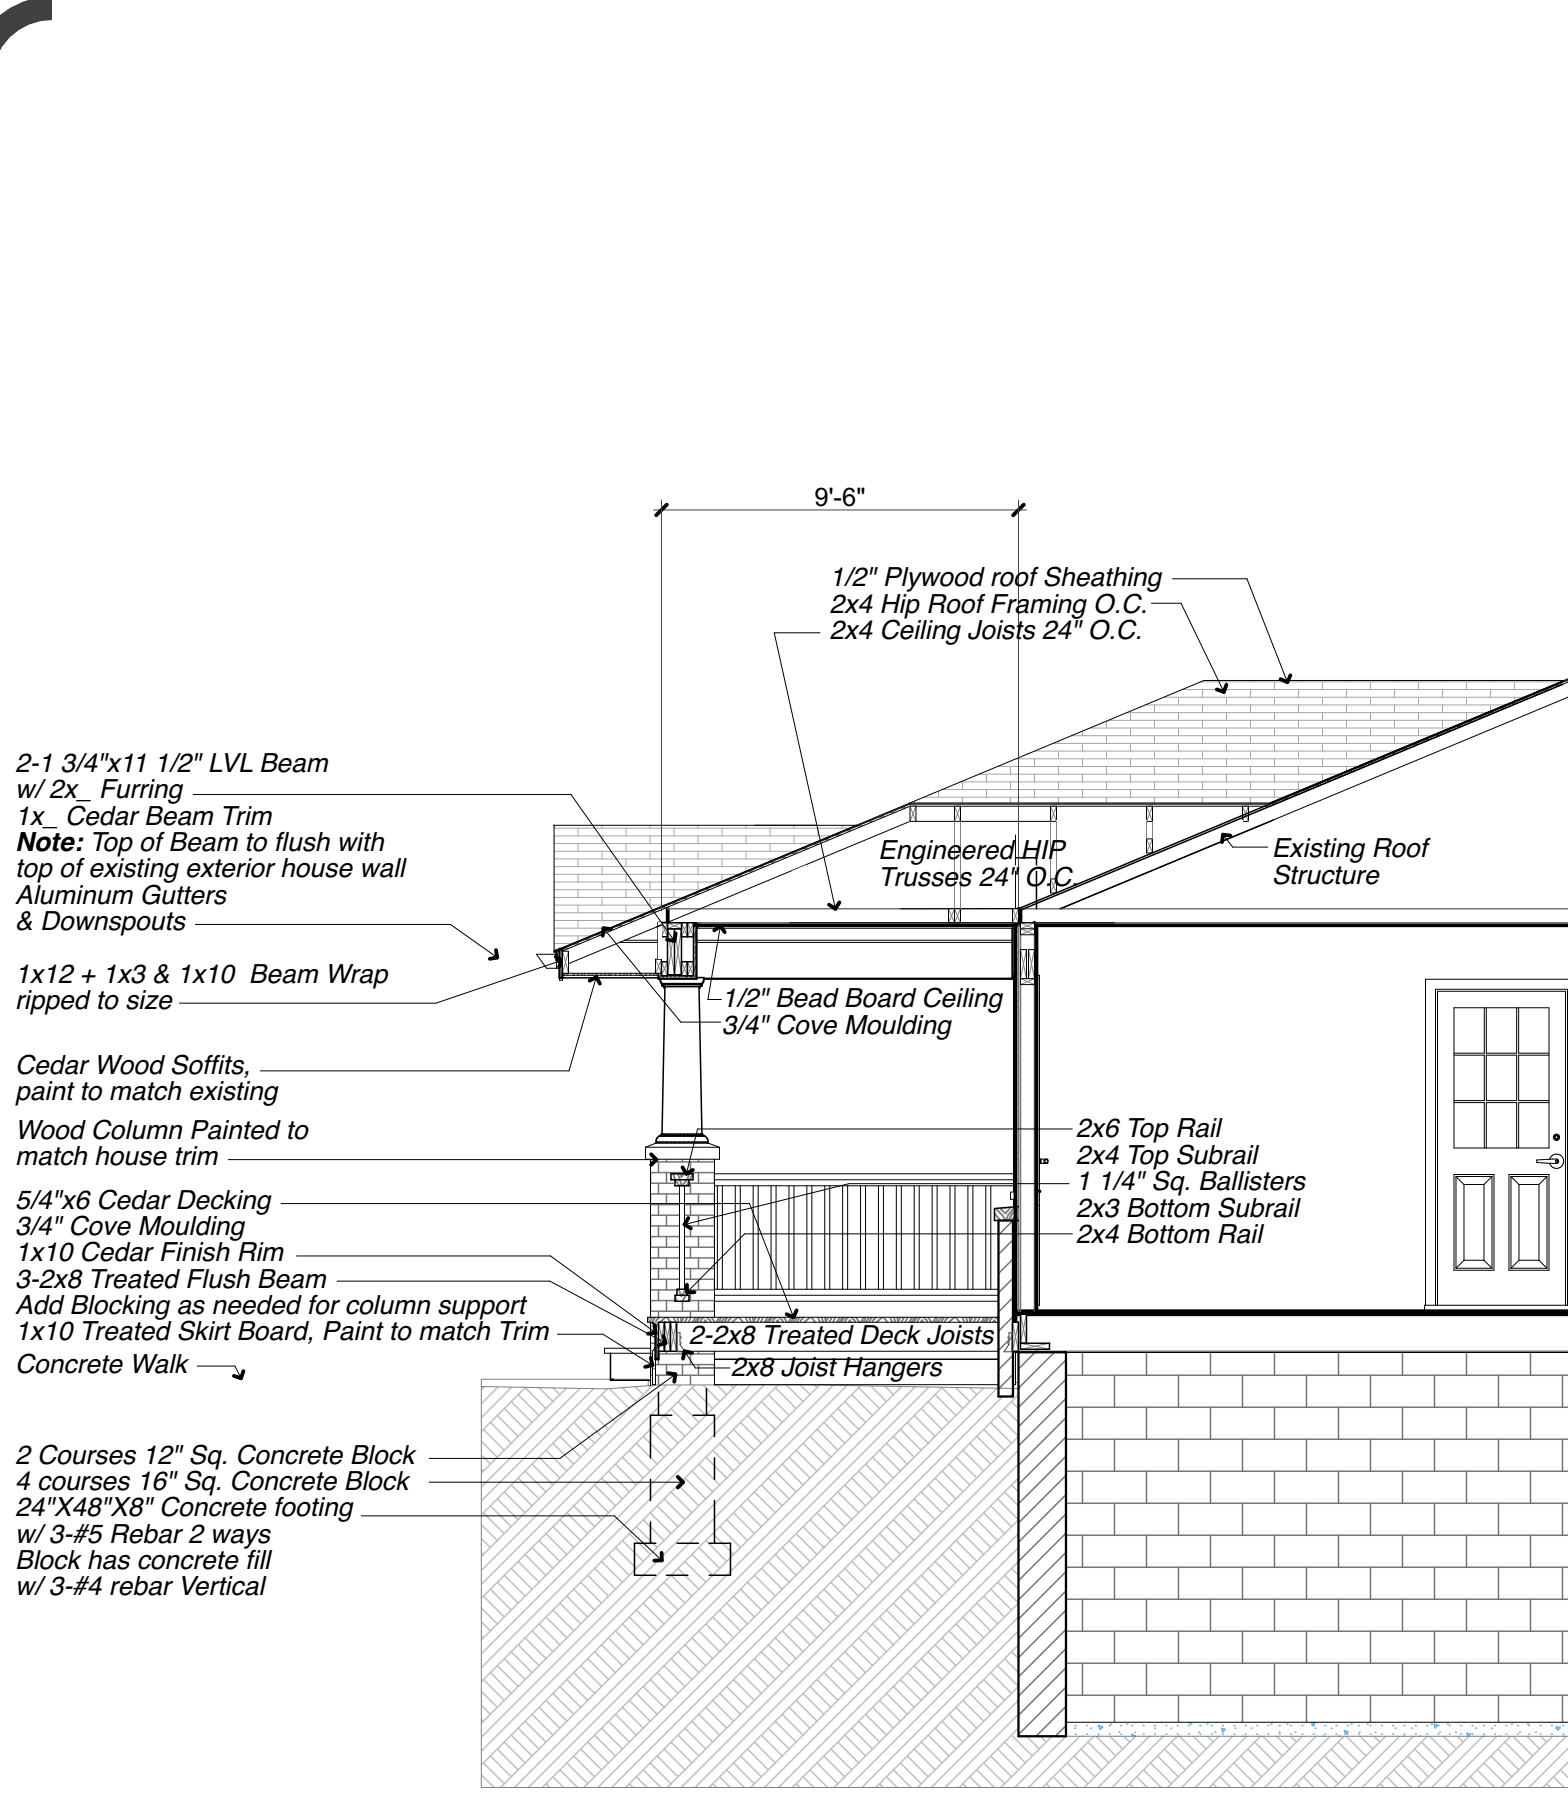 9'-6"
1/2" Plywood roof Sheathing
2x4 Hip Roof Framing O.C.
2x4 Ceiling Joists 24" O.C.
2-1 3/4"x11 1/2" LVL Beam
w/ 2x_ Furring
1x_ Cedar Beam Trim
Note: Top of Beam to flush with
top of existing exterior house wall
Aluminum Gutters
& Downspouts
Engineered HIP
Trusses 24" O.C.
Existing Roof
Structure
1x12 + 1x3 & 1x10 Beam Wrap
ripped to size
1/2" Bead Board Ceiling
3/4" Cove Moulding
Cedar Wood Soffits,
paint to match existing
Wood Column Painted to
match house trim
2x6 Top Rail
2x4 Top Subrail
1 1/4" Sq. Ballisters
2x3 Bottom Subrail
2x4 Bottom Rail
5/4"x6 Cedar Decking
3/4" Cove Moulding
1x10 Cedar Finish Rim
3-2x8 Treated Flush Beam
Add Blocking as needed for column support
1x10 Treated Skirt Board, Paint to match Trim
Concrete Walk
2-2x8 Treated Deck Joists
2x8 Joist Hangers
2 Courses 12" Sq. Concrete Block
4 courses 16" Sq. Concrete Block
24"X48"X8" Concrete footing
w/ 3-#5 Rebar 2 ways
Block has concrete fill
w/ 3-#4 rebar Vertical